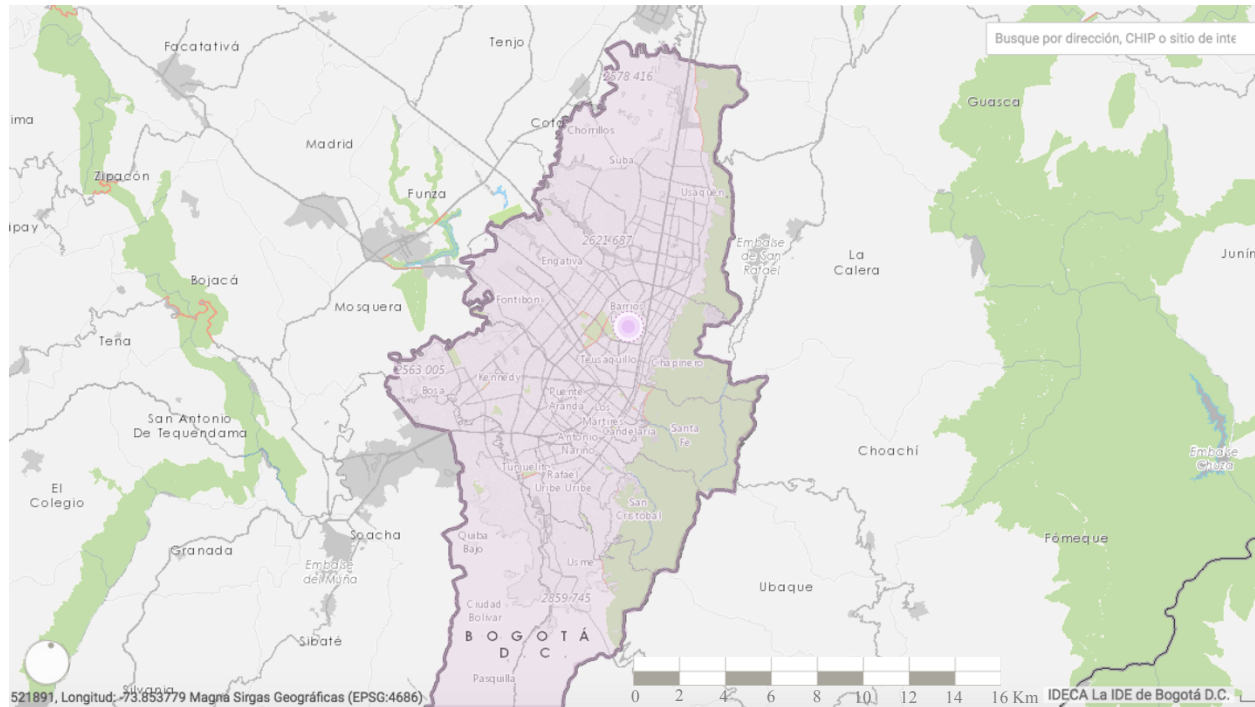 Busque por dirección, CHIP o sitio de inte
Facatativá
Tenjo
2578 416
Guasca
ima
Cota
Chorrillos
Madrid
Suba
Zipacón
Funza
Usaquén
ipay
2621 687
Embalse
de San
Rafael
La
Calera
Junín
Engativa
Bojacá
Mosquera
Fontibón
Barrios
Tena
Teusaquillo
Chapinero
2563 005
Bosa
Kennedy
Puente
Aranda
Los
Mártires
Candelaria
San Antonio
De Tequendama
Santa
Fé
Antonio
Nariño
Choachí
Embalse
Chuza
Tunjuelito
Rafael
Uribe Uribe
El
Colegio
San
Cristobal
Soacha
Quiba
Bajo
Fómeque
Granada
Embalse
del Muña
Usme
Ubaque
2859 745
Ciudad
Bolívar
BOGOTÁ
D C.
Sibaté
Pasquilla
Silvania
521891, Longitud: -73.853779 Magna Sirgas Geográficas (EPSG:4686)
0 2 4 6 8 10 12 14 16 Km
IDECA La IDE de Bogotá D.C.